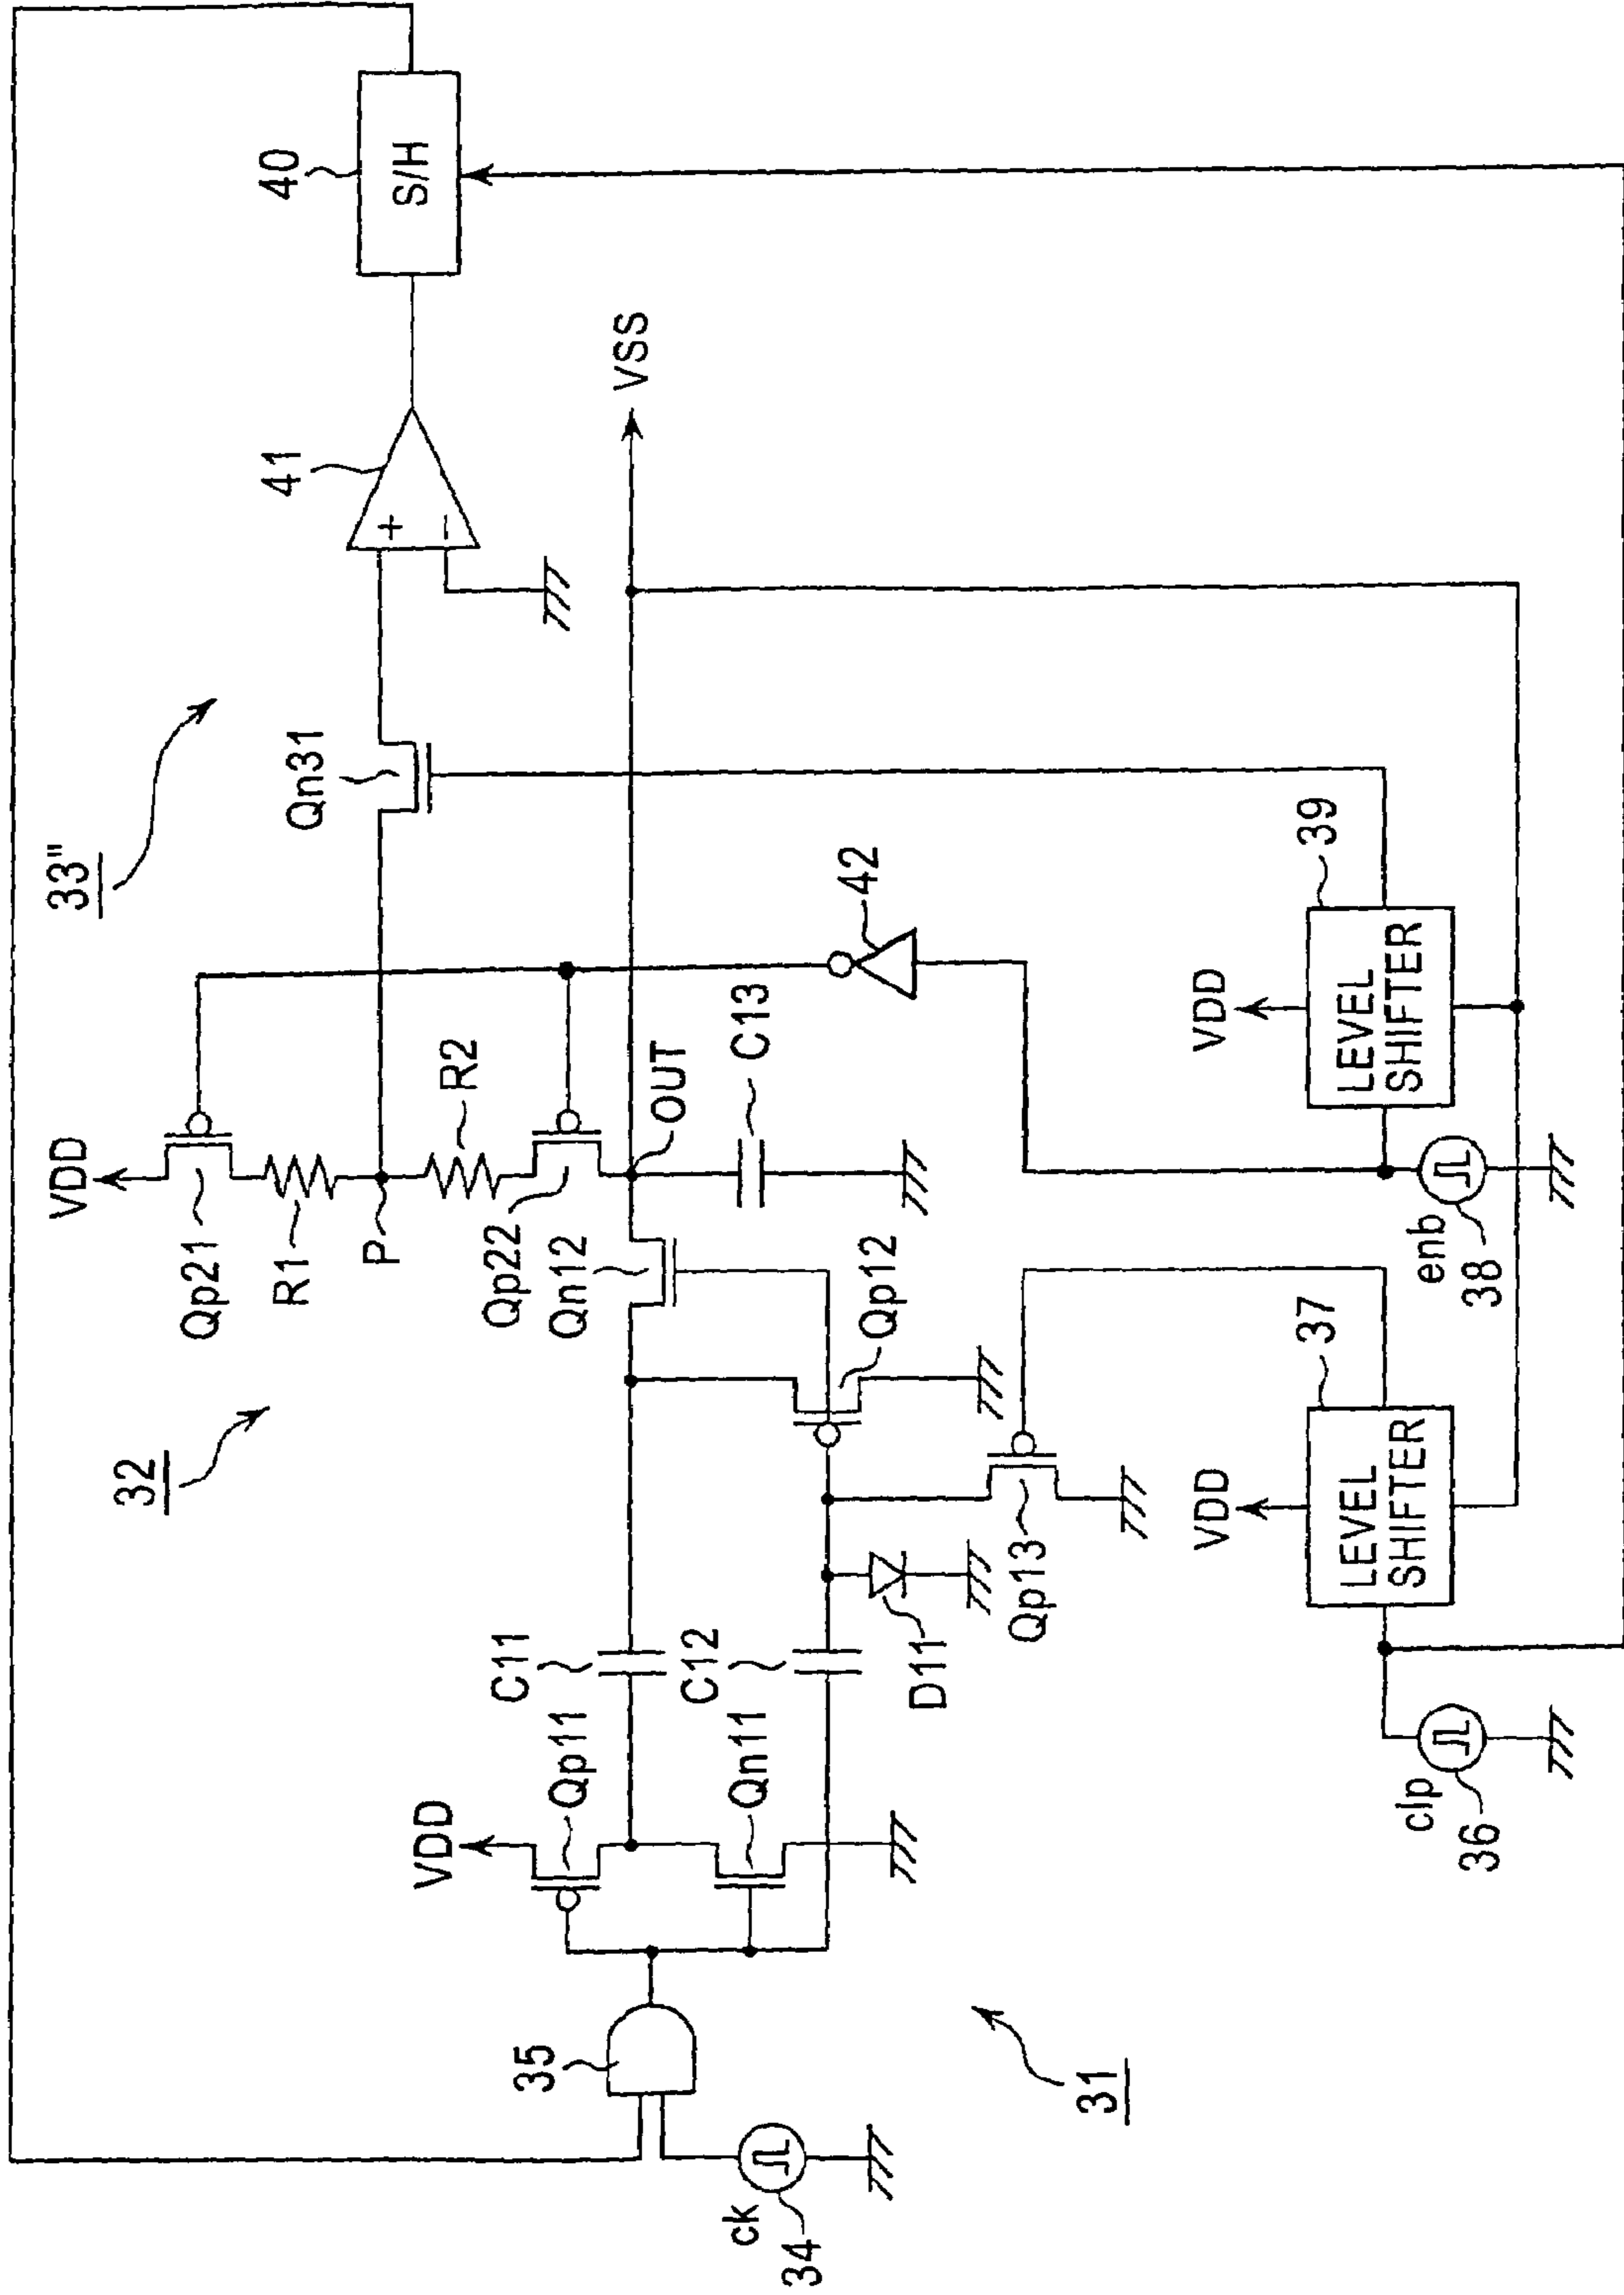 40
S/H
41
+
−
VSS
33"
Qn31
39
VDD
LEVEL
SHIFTER
42
C13
OUT
R2
VDD
Qp21
R1
P
Qp22
Qn12
Qp12
enb
38
37
VDD
LEVEL
SHIFTER
32
Qp13
D11
C11
C12
VDD
Qp11
Qn11
clp
36
35
31
ck
34